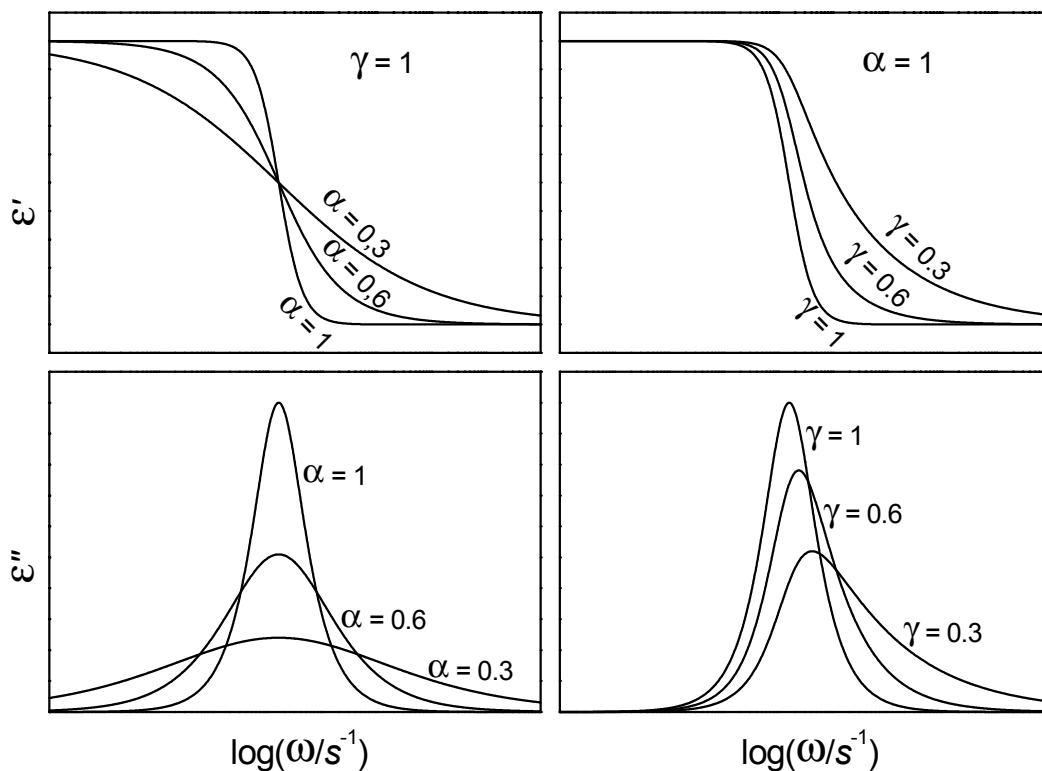 γ = 1
α = 1
ε'
α = 0,3
α = 0,6
α = 1
γ = 0.3
γ = 0.6
γ = 1
ε''
α = 1
α = 0.6
α = 0.3
γ = 1
γ = 0.6
γ = 0.3
log(ω/s⁻¹)
log(ω/s⁻¹)